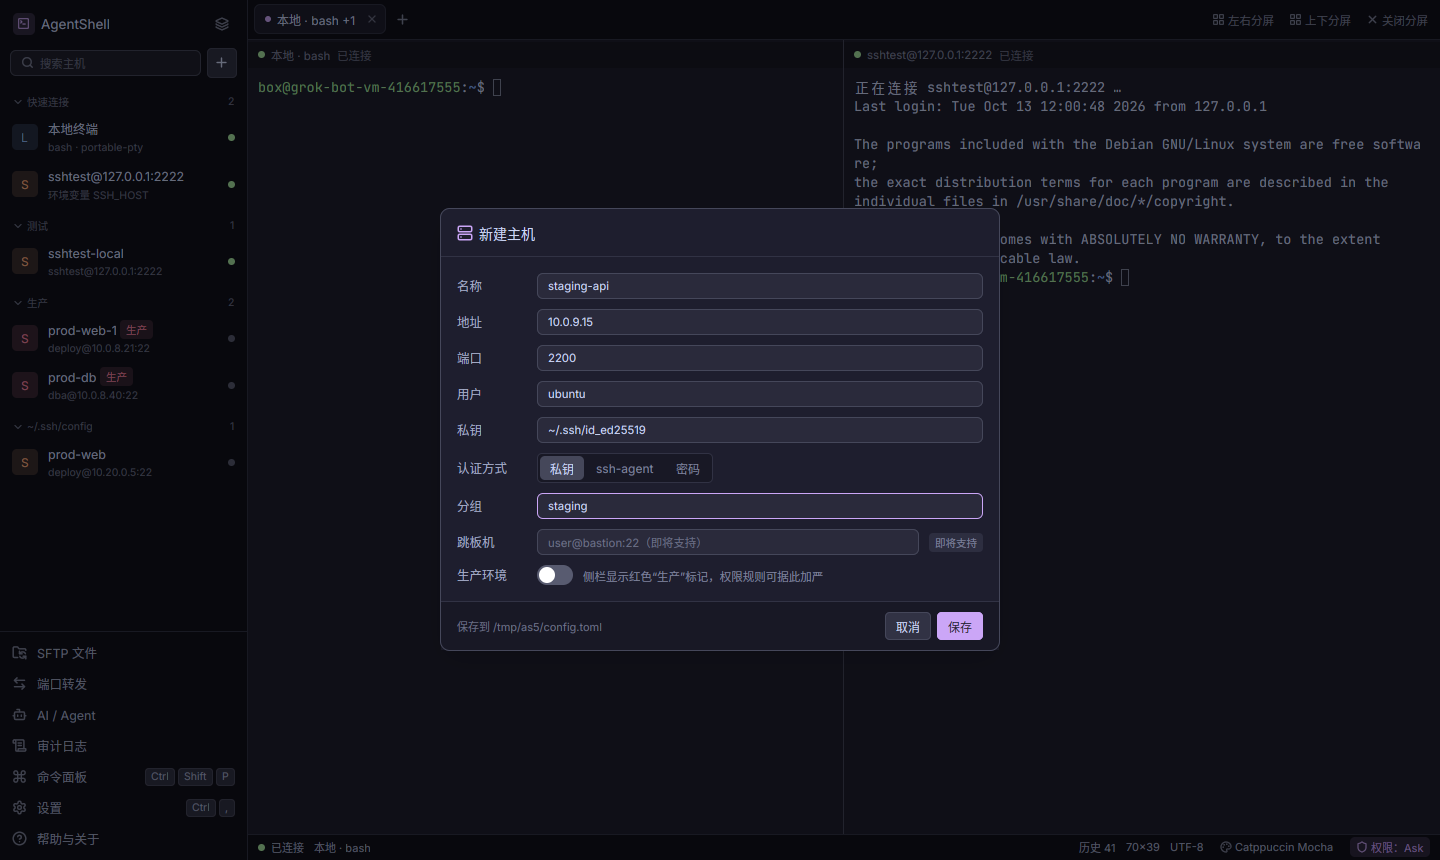 AgentShell
搜索主机
快速连接 2
L 本地终端
bash · portable-pty
S sshtest@127.0.0.1:2222
环境变量 SSH_HOST
测试 1
S sshtest-local
sshtest@127.0.0.1:2222
生产 2
S prod-web-1 生产
deploy@10.0.8.21:22
S prod-db 生产
dba@10.0.8.40:22
~/.ssh/config 1
S prod-web
deploy@10.20.0.5:22
SFTP 文件
端口转发
AI / Agent
审计日志
命令面板 Ctrl Shift P
设置 Ctrl ,
帮助与关于
本地 · bash +1
左右分屏 上下分屏 关闭分屏
本地 · bash 已连接
box@grok-bot-vm-416617555:~$
sshtest@127.0.0.1:2222 已连接
正在连接 sshtest@127.0.0.1:2222 …
Last login: Tue Oct 13 12:00:48 2026 from 127.0.0.1
The programs included with the Debian GNU/Linux system are free softwa
re;
the exact distribution terms for each program are described in the
individual files in /usr/share/doc/*/copyright.
omes with ABSOLUTELY NO WARRANTY, to the extent
cable law.
m-416617555:~$
新建主机
名称 staging-api
地址 10.0.9.15
端口 2200
用户 ubuntu
私钥 ~/.ssh/id_ed25519
认证方式 私钥 ssh-agent 密码
分组 staging
跳板机 user@bastion:22（即将支持） 即将支持
生产环境 侧栏显示红色“生产”标记，权限规则可据此加严
保存到 /tmp/as5/config.toml 取消 保存
已连接 本地 · bash
历史 41 70×39 UTF-8 Catppuccin Mocha 权限：Ask